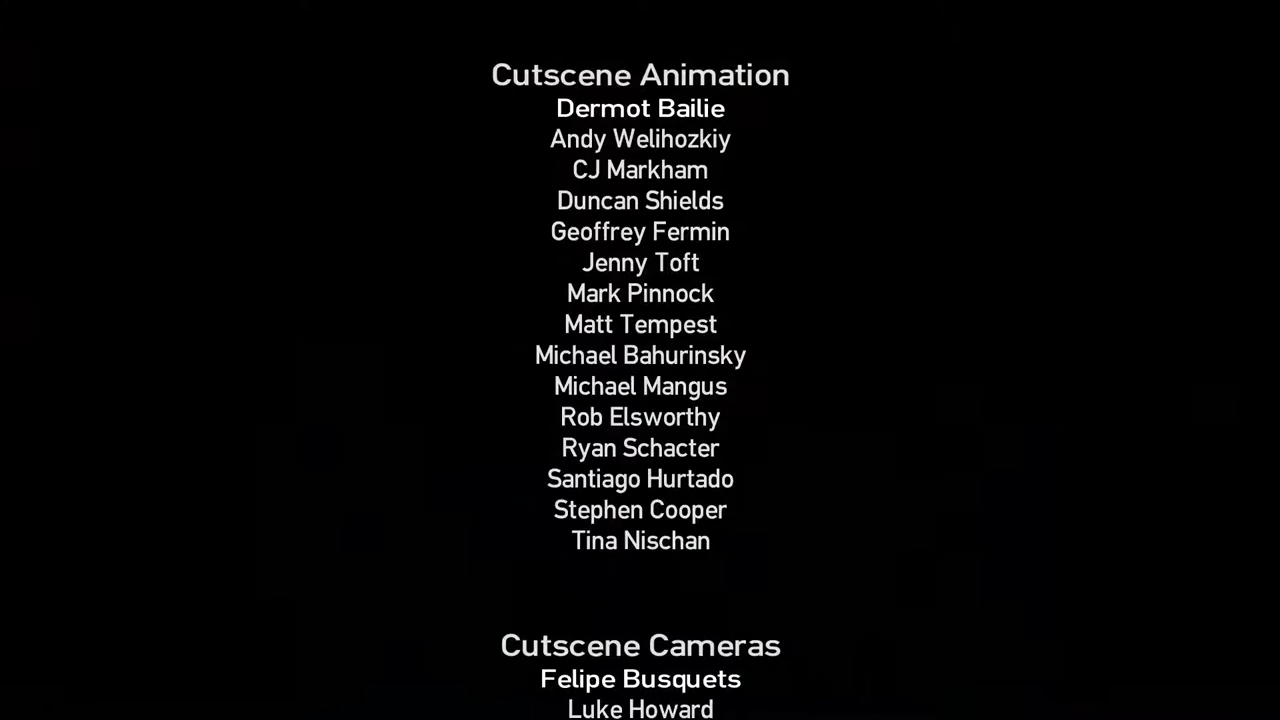 Cutscene Animation
Dermot Bailie
Andy Welihozkiy
CJ Markham
Duncan Shields
Geoffrey Fermin
Jenny Toft
Mark Pinnock
Matt Tempest
Michael Bahurinsky
Michael Mangus
Rob Elsworthy
Ryan Schacter
Santiago Hurtado
Stephen Cooper
Tina Nischan
Cutscene Cameras
Felipe Busquets
Luke Howard